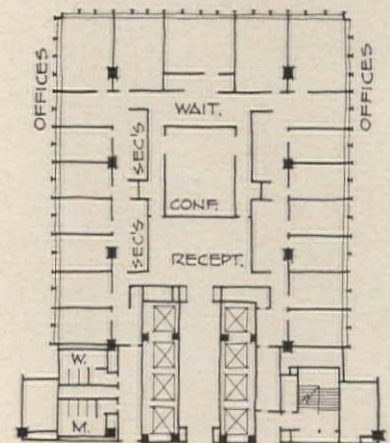 OFFICES
OFFICES
WAIT.
SEC'S
CONF.
SEC'S
RECEPT.
W.
M.